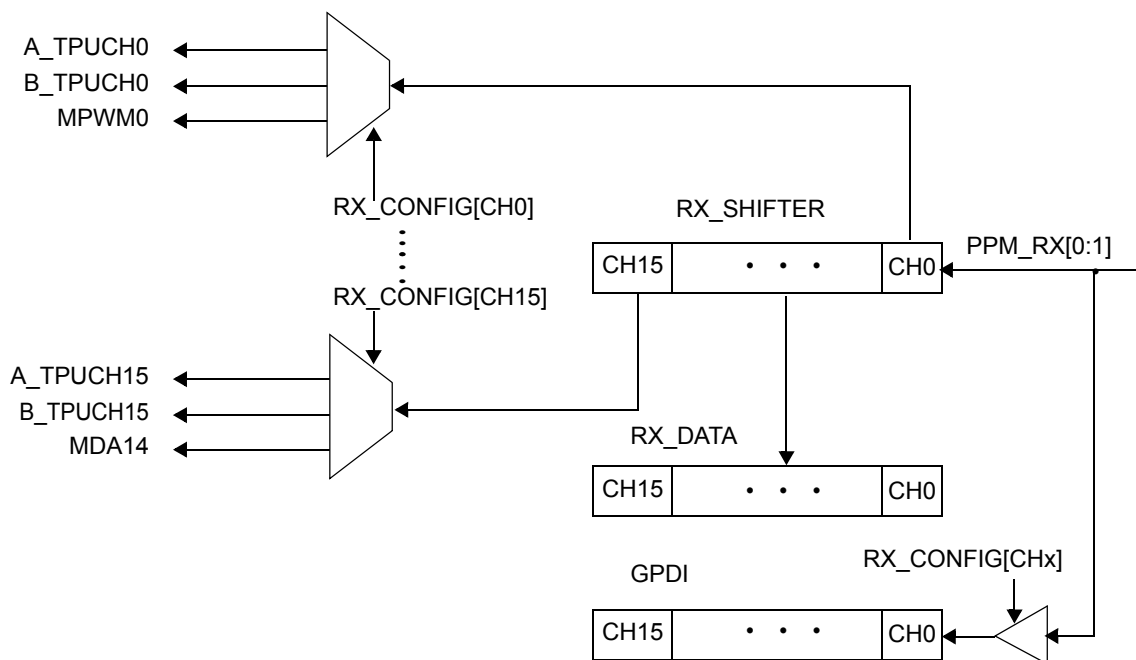 A_TPUCH0
B_TPUCH0
MPWM0
RX_CONFIG[CH0]
RX_SHIFTER
PPM_RX[0:1]
CH15 • • • CH0
RX_CONFIG[CH15]
A_TPUCH15
B_TPUCH15
MDA14
RX_DATA
CH15 • • • CH0
RX_CONFIG[CHx]
GPDI
CH15 • • • CH0